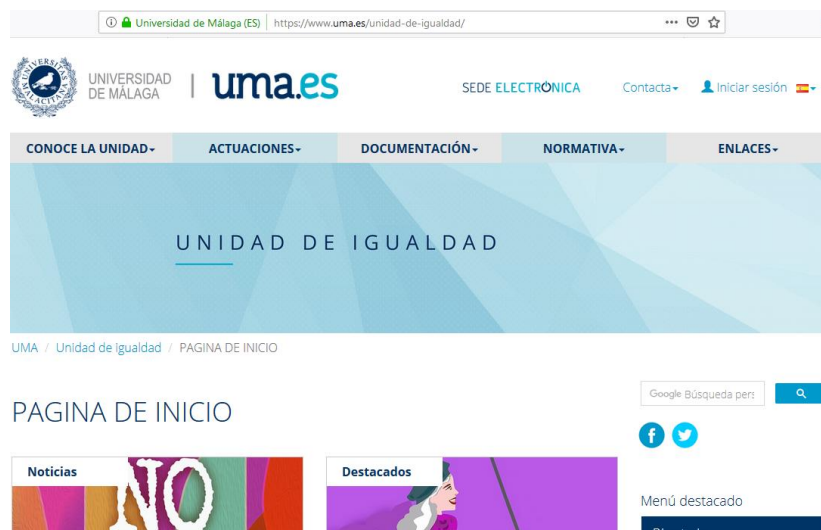 Universidad de Málaga (ES) https://www.uma.es/unidad-de-igualdad/
UNIVERSIDAD DE MÁLAGA | uma.es
SEDE ELECTRÓNICA Contacta Iniciar sesión
CONOCE LA UNIDAD ACTUACIONES DOCUMENTACIÓN NORMATIVA ENLACES
UNIDAD DE IGUALDAD
UMA / Unidad de Igualdad / PAGINA DE INICIO
Google Búsqueda pers
PAGINA DE INICIO
Noticias
NO
Destacados
Menú destacado